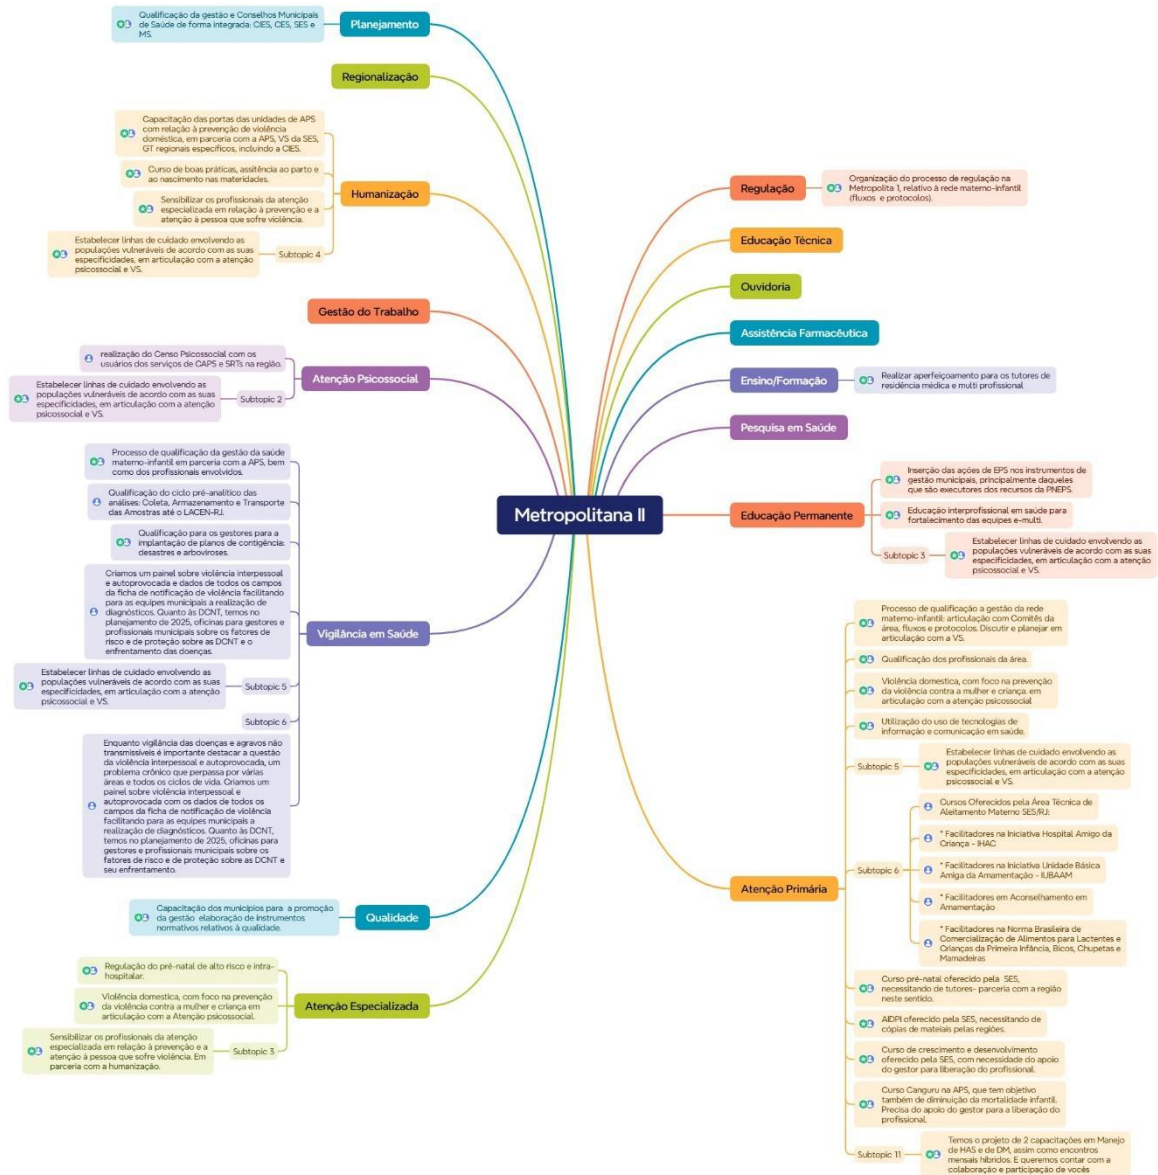 Metropolitana II
Planejamento
Qualificação da gestão e Conselhos Municipais
de Saúde de forma integrada: CIES, CES, SES e
MS.
Regionalização
Humanização
Capacitação das portas das unidades de APS
com relação à prevenção de violência
doméstica, em parceria com a APS, VS da SES,
GT regionais específicos, incluindo a CIES.
Curso de boas práticas, assitência ao parto e
ao nascimento nas materidades.
Sensibilizar os profissionais da atenção
especializada em relação à prevenção e a
atenção à pessoa que sofre violência.
Subtopic 4
Estabelecer linhas de cuidado envolvendo as
populações vulneráveis de acordo com as suas
especificidades, em articulação com a atenção
psicossocial e VS.
Gestão do Trabalho
Atenção Psicossocial
realização do Censo Psicossocial com os
usuários dos serviços de CAPS e SRTs na região.
Subtopic 2
Estabelecer linhas de cuidado envolvendo as
populações vulneráveis de acordo com as suas
especificidades, em articulação com a atenção
psicossocial e VS.
Vigilância em Saúde
Processo de qualificação da gestão da saúde
materno-infantil em parceria com a APS, bem
como dos profissionais envolvidos.
Qualificação do ciclo pré-analítico das
análises: Coleta, Armazenamento e Transporte
das Amostras até o LACEN-RJ.
Qualificação para os gestores para a
implantação de planos de contigência:
desastres e arboviroses.
Criamos um painel sobre violência interpessoal
e autoprovocada e dados de todos os campos
da ficha de notificação de violência facilitando
para as equipes municipais a realização de
diagnósticos. Quanto às DCNT, temos no
planejamento de 2025, oficinas para gestores e
profissionais municipais sobre os fatores de
risco e de proteção sobre as DCNT e o
enfrentamento das doenças.
Subtopic 5
Estabelecer linhas de cuidado envolvendo as
populações vulneráveis de acordo com as suas
especificidades, em articulação com a atenção
psicossocial e VS.
Subtopic 6
Enquanto vigilância das doenças e agravos não
transmissíveis é importante destacar a questão
da violência interpessoal e autoprovocada, um
problema crônico que perpassa por várias
áreas e todos os ciclos de vida. Criamos um
painel sobre violência interpessoal e
autoprovocada com os dados de todos os
campos da ficha de notificação de violência
facilitando para as equipes municipais a
realização de diagnósticos. Quanto às DCNT,
temos no planejamento de 2025, oficinas para
gestores e profissionais municipais sobre os
fatores de risco e de proteção sobre as DCNT e
seu enfrentamento.
Qualidade
Capacitação dos municípios para a promoção
da gestão elaboração de instrumentos
normativos relativos à qualidade.
Atenção Especializada
Regulação do pré-natal de alto risco e intra-
hospitalar.
Violência domestica, com foco na prevenção
da violência contra a mulher e criança em
articulação com a Atenção psicossocial.
Subtopic 3
Sensibilizar os profissionais da atenção
especializada em relação à prevenção e a
atenção à pessoa que sofre violência. Em
parceria com a humanização.
Regulação
Organização do processo de regulação na
Metropolita 1, relativo à rede materno-infantil
(fluxos e protocolos).
Educação Técnica
Ouvidoria
Assistência Farmacêutica
Ensino/Formação
Realizar aperfeiçoamento para os tutores de
residência médica e multi profissional
Pesquisa em Saúde
Educação Permanente
Inserção das ações de EPS nos instrumentos de
gestão municipais, principalmente daqueles
que são executores dos recursos da PNEPS.
Educação interprofissional em saúde para
fortalecimento das equipes e-multi.
Subtopic 3
Estabelecer linhas de cuidado envolvendo as
populações vulneráveis de acordo com as suas
especificidades, em articulação com a atenção
psicossocial e VS.
Atenção Primária
Processo de qualificação a gestão da rede
materno-infantil: articulação com Comitês da
área, fluxos e protocolos. Discutir e planejar em
articulação com a VS.
Qualificação dos profissionais da área.
Violência domestica, com foco na prevenção
da violência contra a mulher e criança, em
articulação com a atenção psicossocial
Utilização do uso de tecnologias de
informação e comunicação em saúde.
Subtopic 5
Estabelecer linhas de cuidado envolvendo as
populações vulneráveis de acordo com as suas
especificidades, em articulação com a atenção
psicossocial e VS.
Subtopic 6
Cursos Oferecidos pela Área Técnica de
Aleitamento Materno SES/RJ:
* Facilitadores na Iniciativa Hospital Amigo da
Criança - IHAC
* Facilitadores na Iniciativa Unidade Básica
Amiga da Amamentação - IUBAAM
* Facilitadores em Aconselhamento em
Amamentação
* Facilitadores na Norma Brasileira de
Comercialização de Alimentos para Lactentes e
Crianças da Primeira Infância, Bicos, Chupetas e
Mamadeiras
Curso pré-natal oferecido pela SES,
necessitando de tutores- parceria com a região
neste sentido.
AIDPI oferecido pela SES, necessitando de
cópias de mateiais pelas regiões.
Curso de crescimento e desenvolvimento
oferecido pela SES, com necessidade do apoio
do gestor para liberação do profissional.
Curso Canguru na APS, que tem objetivo
também de diminuição da mortalidade infantil.
Precisa do apoio do gestor para a liberação do
profissional.
Subtopic 11
Temos o projeto de 2 capacitações em Manejo
de HAS e de DM, assim como encontros
mensais híbridos. E queremos contar com a
colaboração e participação de vocês